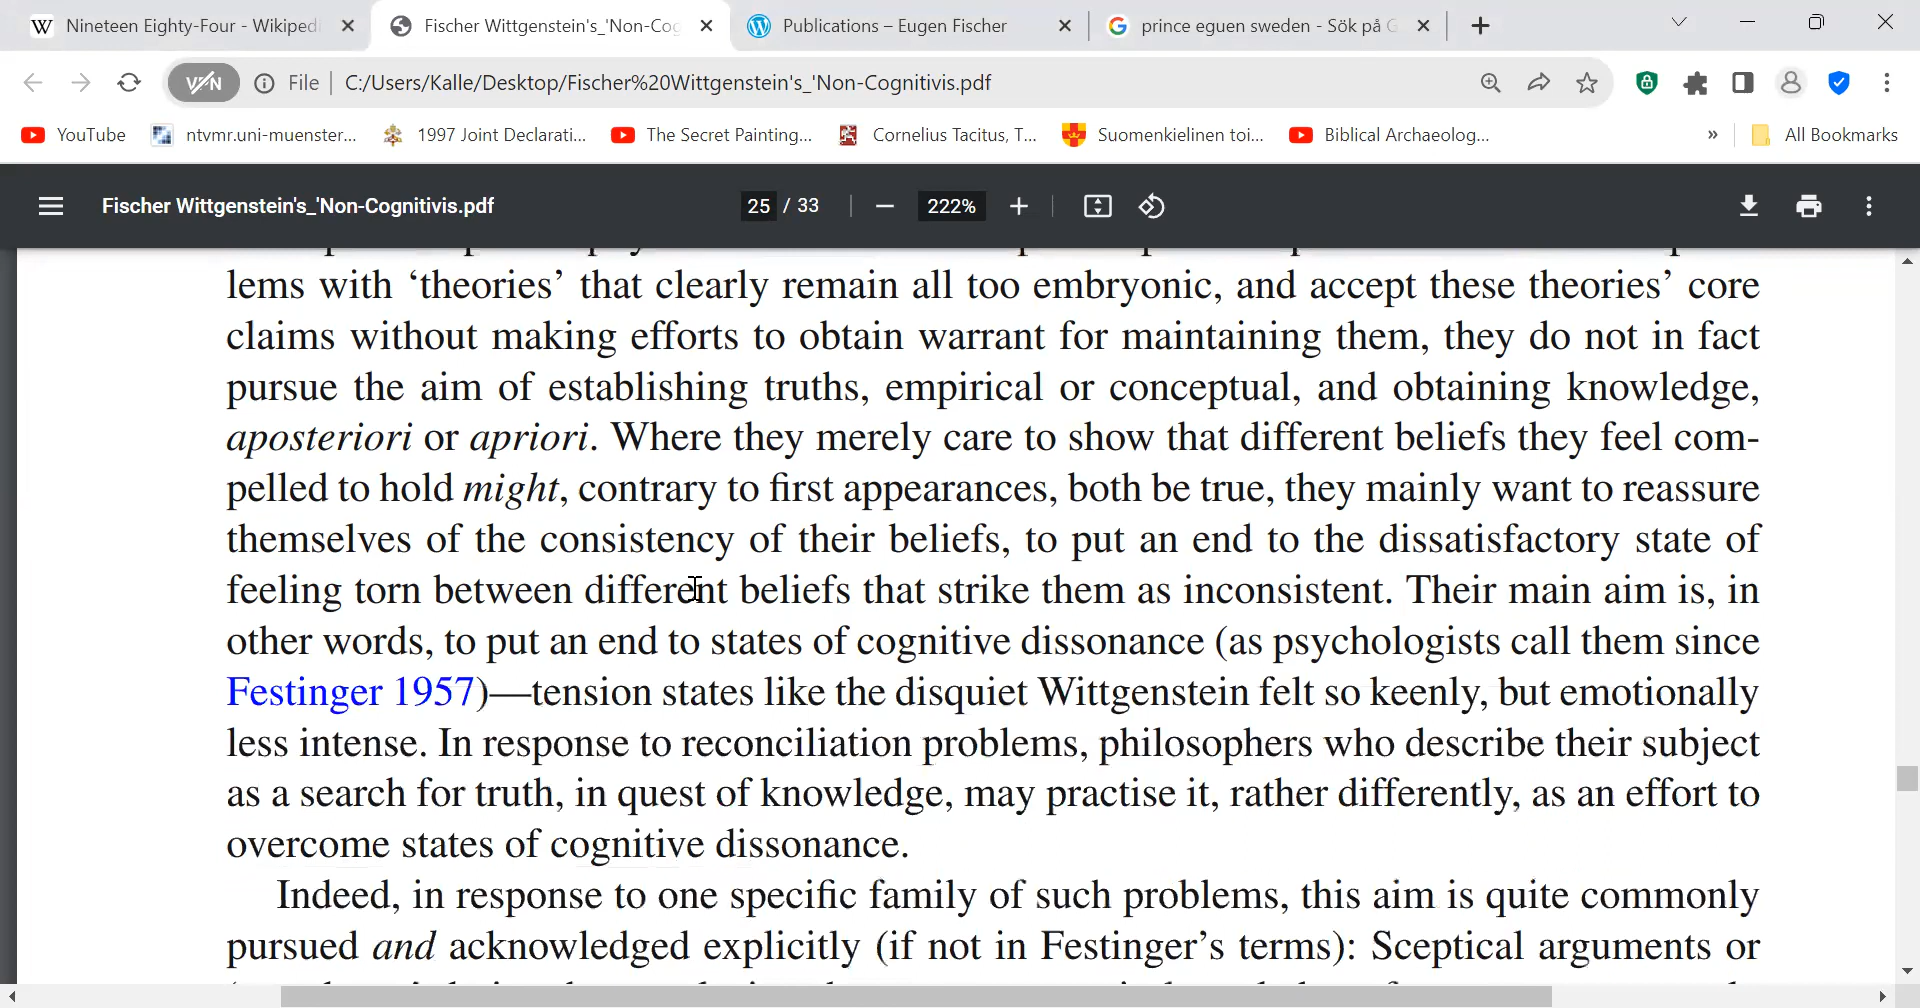 Nineteen Eighty-Four - Wikiped
Fischer Wittgenstein's_'Non-Cog
Publications – Eugen Fischer
prince eguen sweden - Sök på G
VPN
File
C:/Users/Kalle/Desktop/Fischer%20Wittgenstein's_'Non-Cognitivis.pdf
YouTube
ntvmr.uni-muenster...
1997 Joint Declarati...
The Secret Painting...
Cornelius Tacitus, T...
Suomenkielinen toi...
Biblical Archaeolog...
»
All Bookmarks
Fischer Wittgenstein's_'Non-Cognitivis.pdf
25 / 33
222%
lems with ‘theories’ that clearly remain all too embryonic, and accept these theories’ core
claims without making efforts to obtain warrant for maintaining them, they do not in fact
pursue the aim of establishing truths, empirical or conceptual, and obtaining knowledge,
aposteriori or apriori. Where they merely care to show that different beliefs they feel com-
pelled to hold might, contrary to first appearances, both be true, they mainly want to reassure
themselves of the consistency of their beliefs, to put an end to the dissatisfactory state of
feeling torn between different beliefs that strike them as inconsistent. Their main aim is, in
other words, to put an end to states of cognitive dissonance (as psychologists call them since
Festinger 1957)—tension states like the disquiet Wittgenstein felt so keenly, but emotionally
less intense. In response to reconciliation problems, philosophers who describe their subject
as a search for truth, in quest of knowledge, may practise it, rather differently, as an effort to
overcome states of cognitive dissonance.
Indeed, in response to one specific family of such problems, this aim is quite commonly
pursued and acknowledged explicitly (if not in Festinger’s terms): Sceptical arguments or